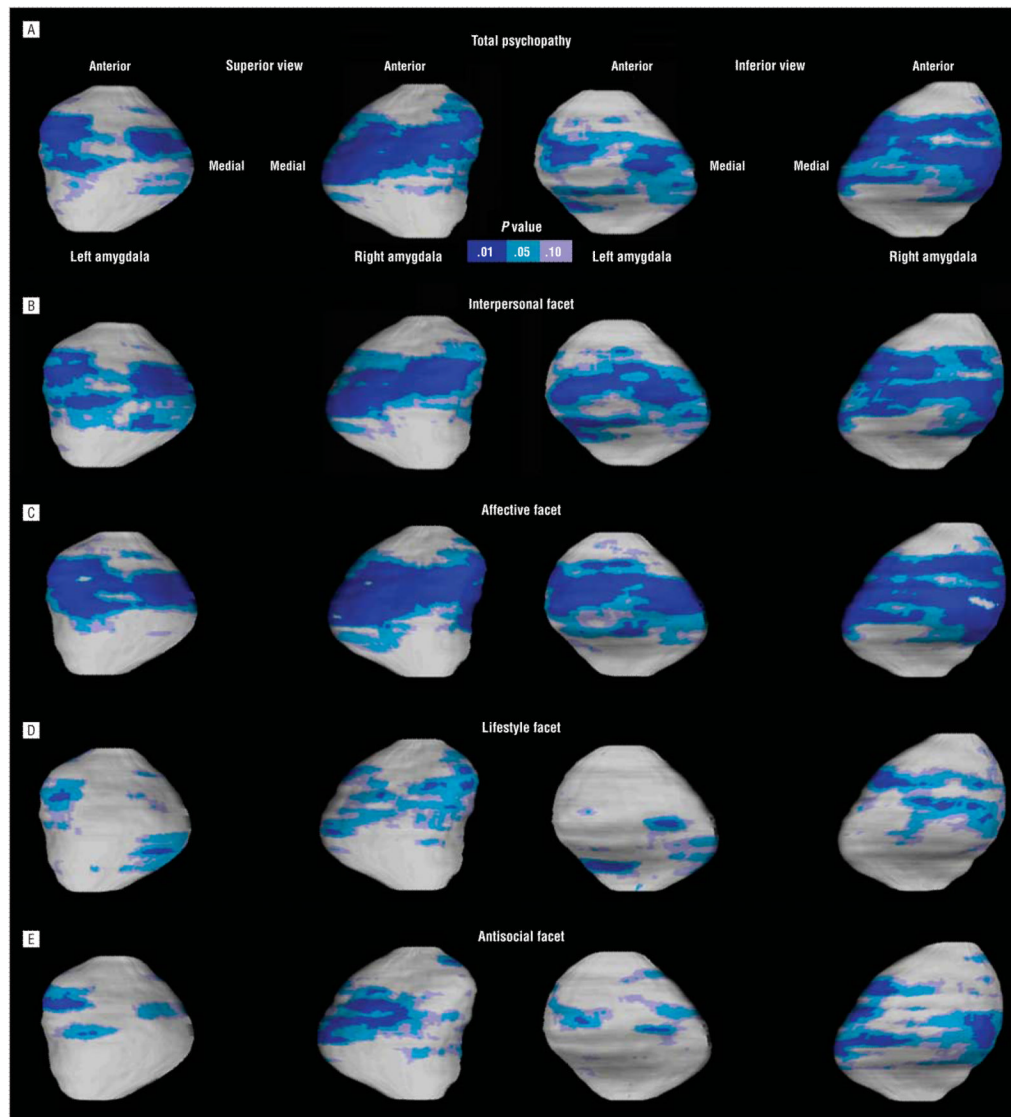 A
Total psychopathy
Anterior Superior view Anterior Anterior Inferior view Anterior
Medial Medial Medial Medial
P value
.01 .05 .10
Left amygdala Right amygdala Left amygdala Right amygdala
B
Interpersonal facet
C
Affective facet
D
Lifestyle facet
E
Antisocial facet